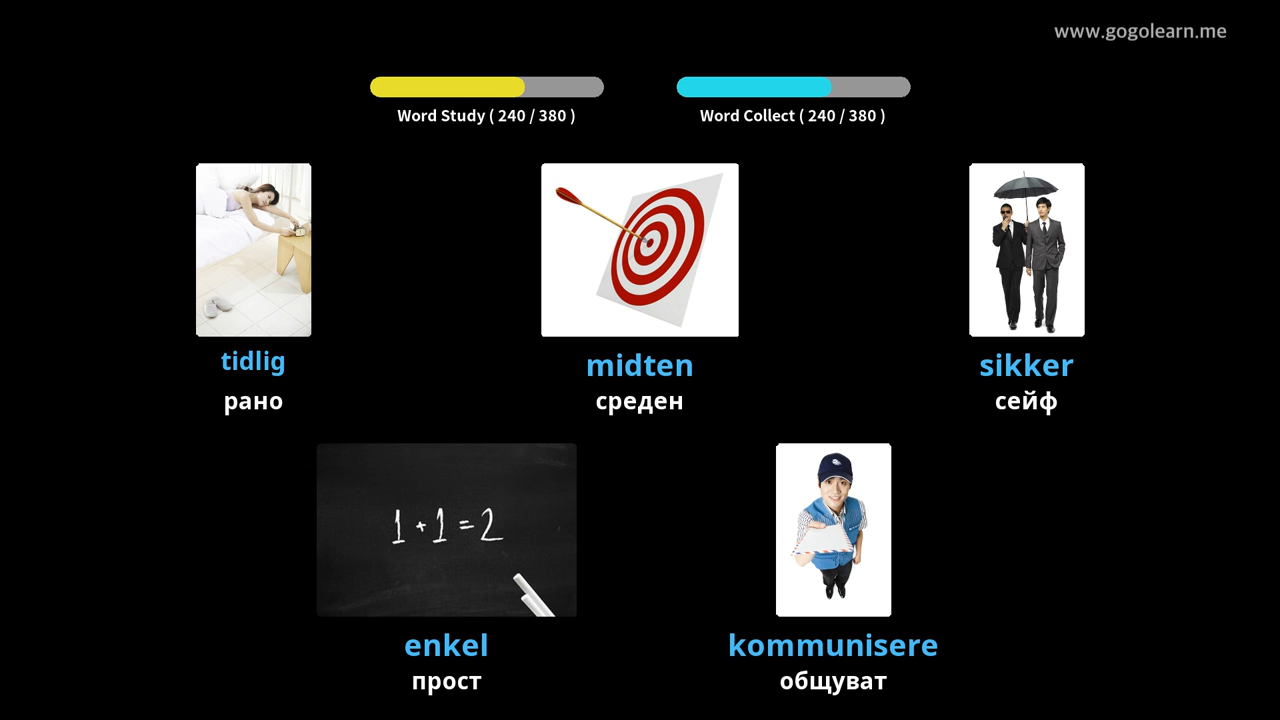 www.gogolearn.me
Word Study ( 240 / 380 )
Word Collect ( 240 / 380 )
tidlig
рано
midten
среден
sikker
сейф
1 + 1 = 2
enkel
прост
kommunisere
общуват